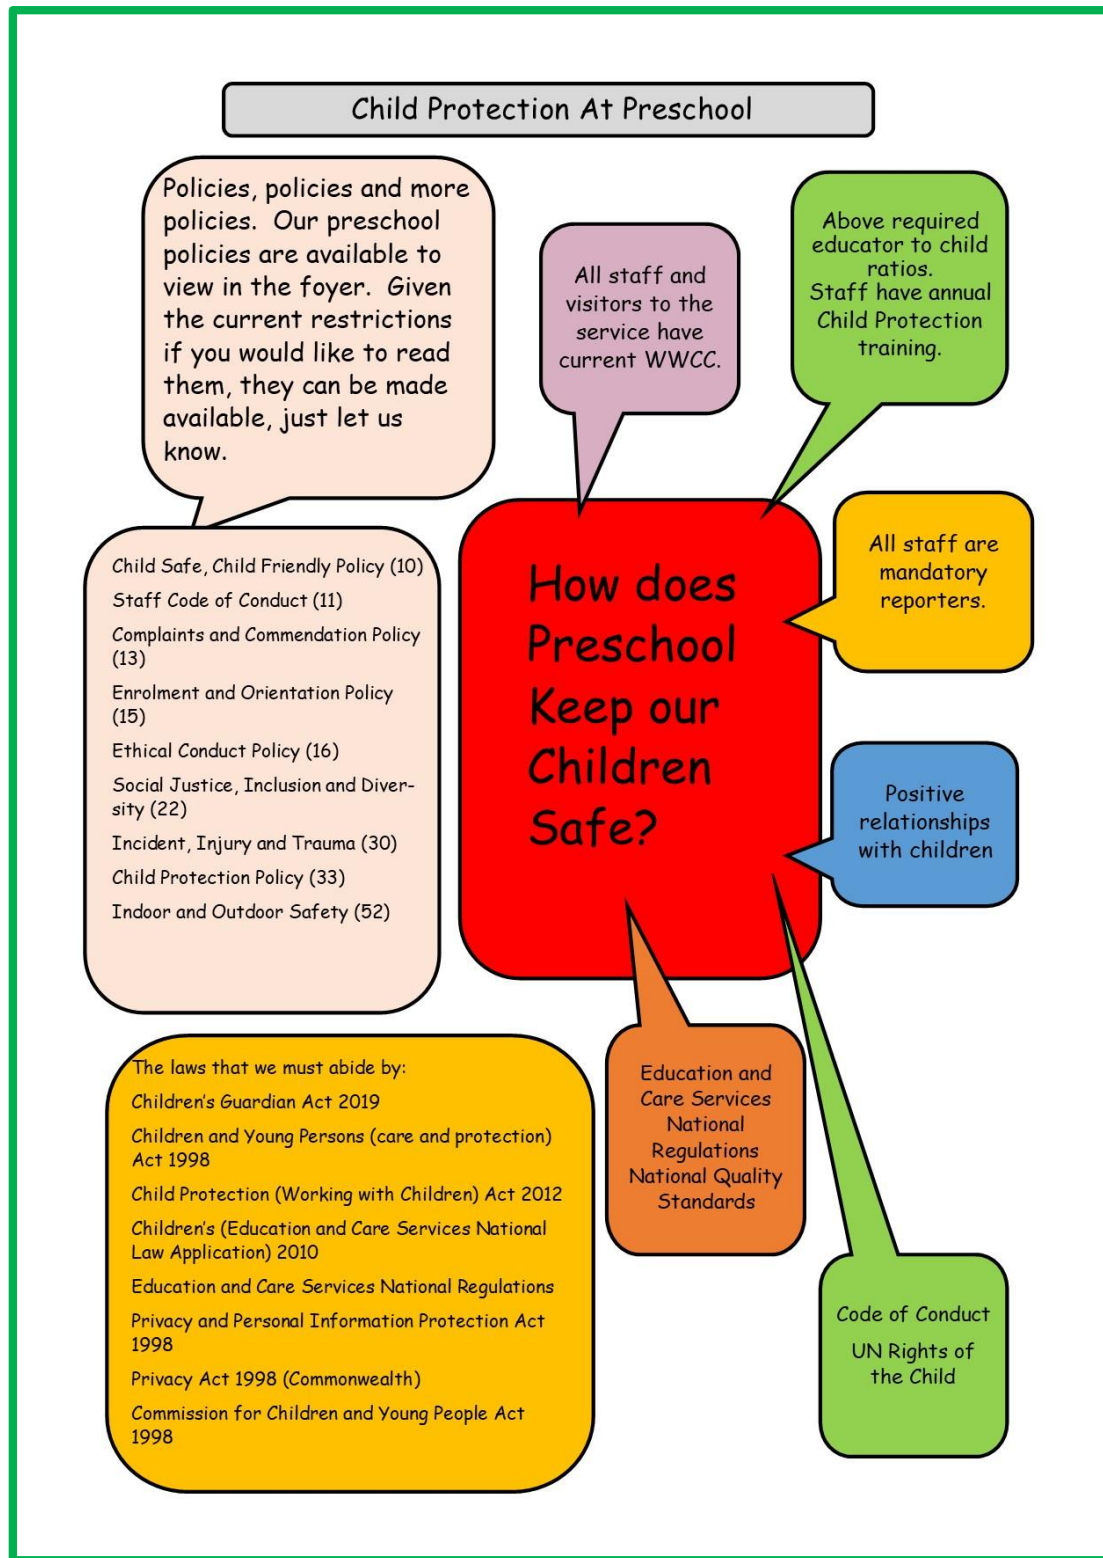 Child Protection At Preschool
Policies, policies and more
policies.  Our preschool
policies are available to
view in the foyer.  Given
the current restrictions
if you would like to read
them, they can be made
available, just let us
know.
All staff and
visitors to the
service have
current WWCC.
Above required
educator to child
ratios.
Staff have annual
Child Protection
training.
Child Safe, Child Friendly Policy (10)
Staff Code of Conduct (11)
Complaints and Commendation Policy
(13)
Enrolment and Orientation Policy
(15)
Ethical Conduct Policy (16)
Social Justice, Inclusion and Diver-
sity (22)
Incident, Injury and Trauma (30)
Child Protection Policy (33)
Indoor and Outdoor Safety (52)
How does
Preschool
Keep our
Children
Safe?
All staff are
mandatory
reporters.
Positive
relationships
with children
The laws that we must abide by:
Children's Guardian Act 2019
Children and Young Persons (care and protection)
Act 1998
Child Protection (Working with Children) Act 2012
Children's (Education and Care Services National
Law Application) 2010
Education and Care Services National Regulations
Privacy and Personal Information Protection Act
1998
Privacy Act 1998 (Commonwealth)
Commission for Children and Young People Act
1998
Education and
Care Services
National
Regulations
National Quality
Standards
Code of Conduct
UN Rights of
the Child